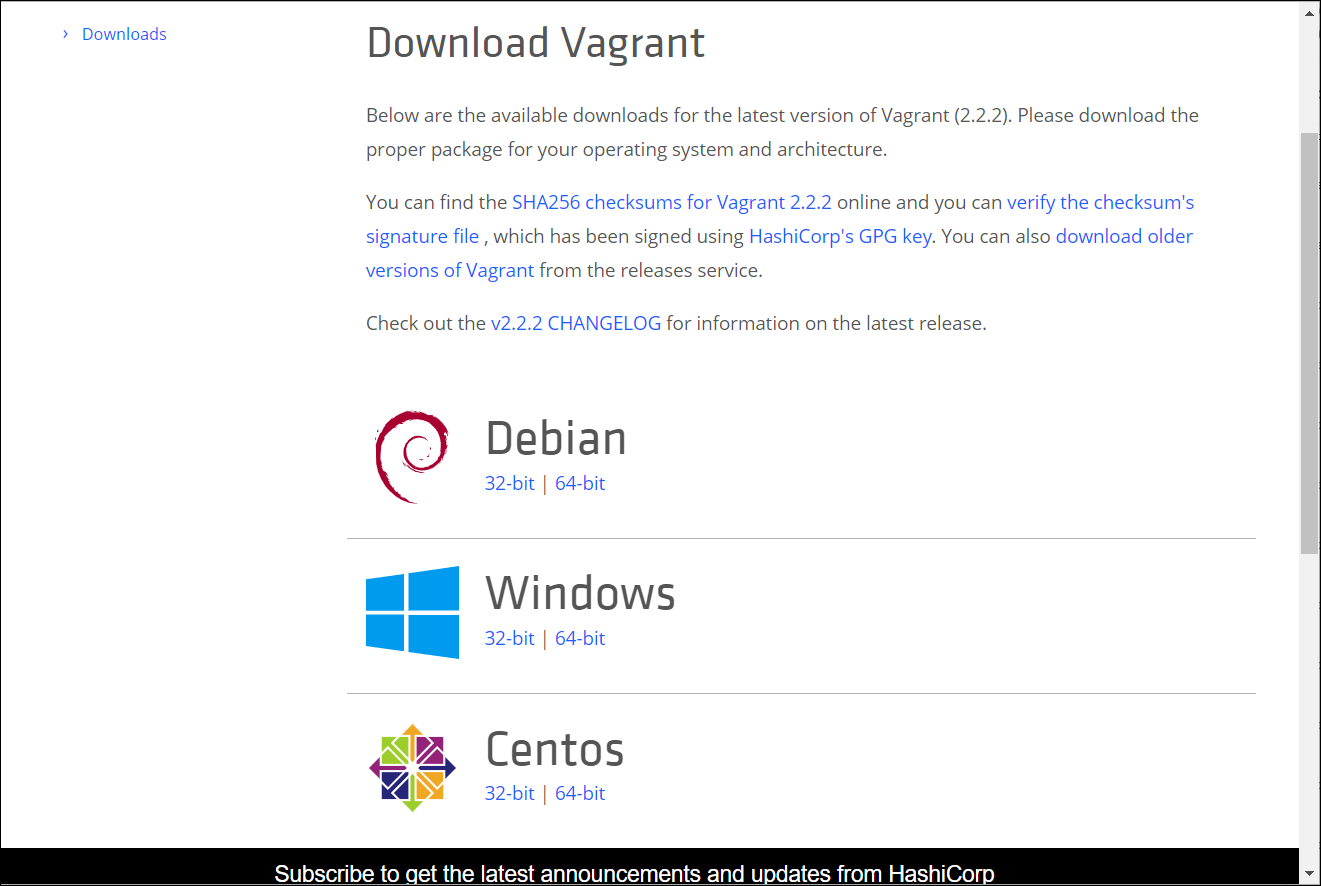 › Downloads
Download Vagrant
Below are the available downloads for the latest version of Vagrant (2.2.2). Please download the
proper package for your operating system and architecture.
You can find the SHA256 checksums for Vagrant 2.2.2 online and you can verify the checksum's
signature file , which has been signed using HashiCorp's GPG key. You can also download older
versions of Vagrant from the releases service.
Check out the v2.2.2 CHANGELOG for information on the latest release.
Debian
32-bit | 64-bit
Windows
32-bit | 64-bit
Centos
32-bit | 64-bit
Subscribe to get the latest announcements and updates from HashiCorp